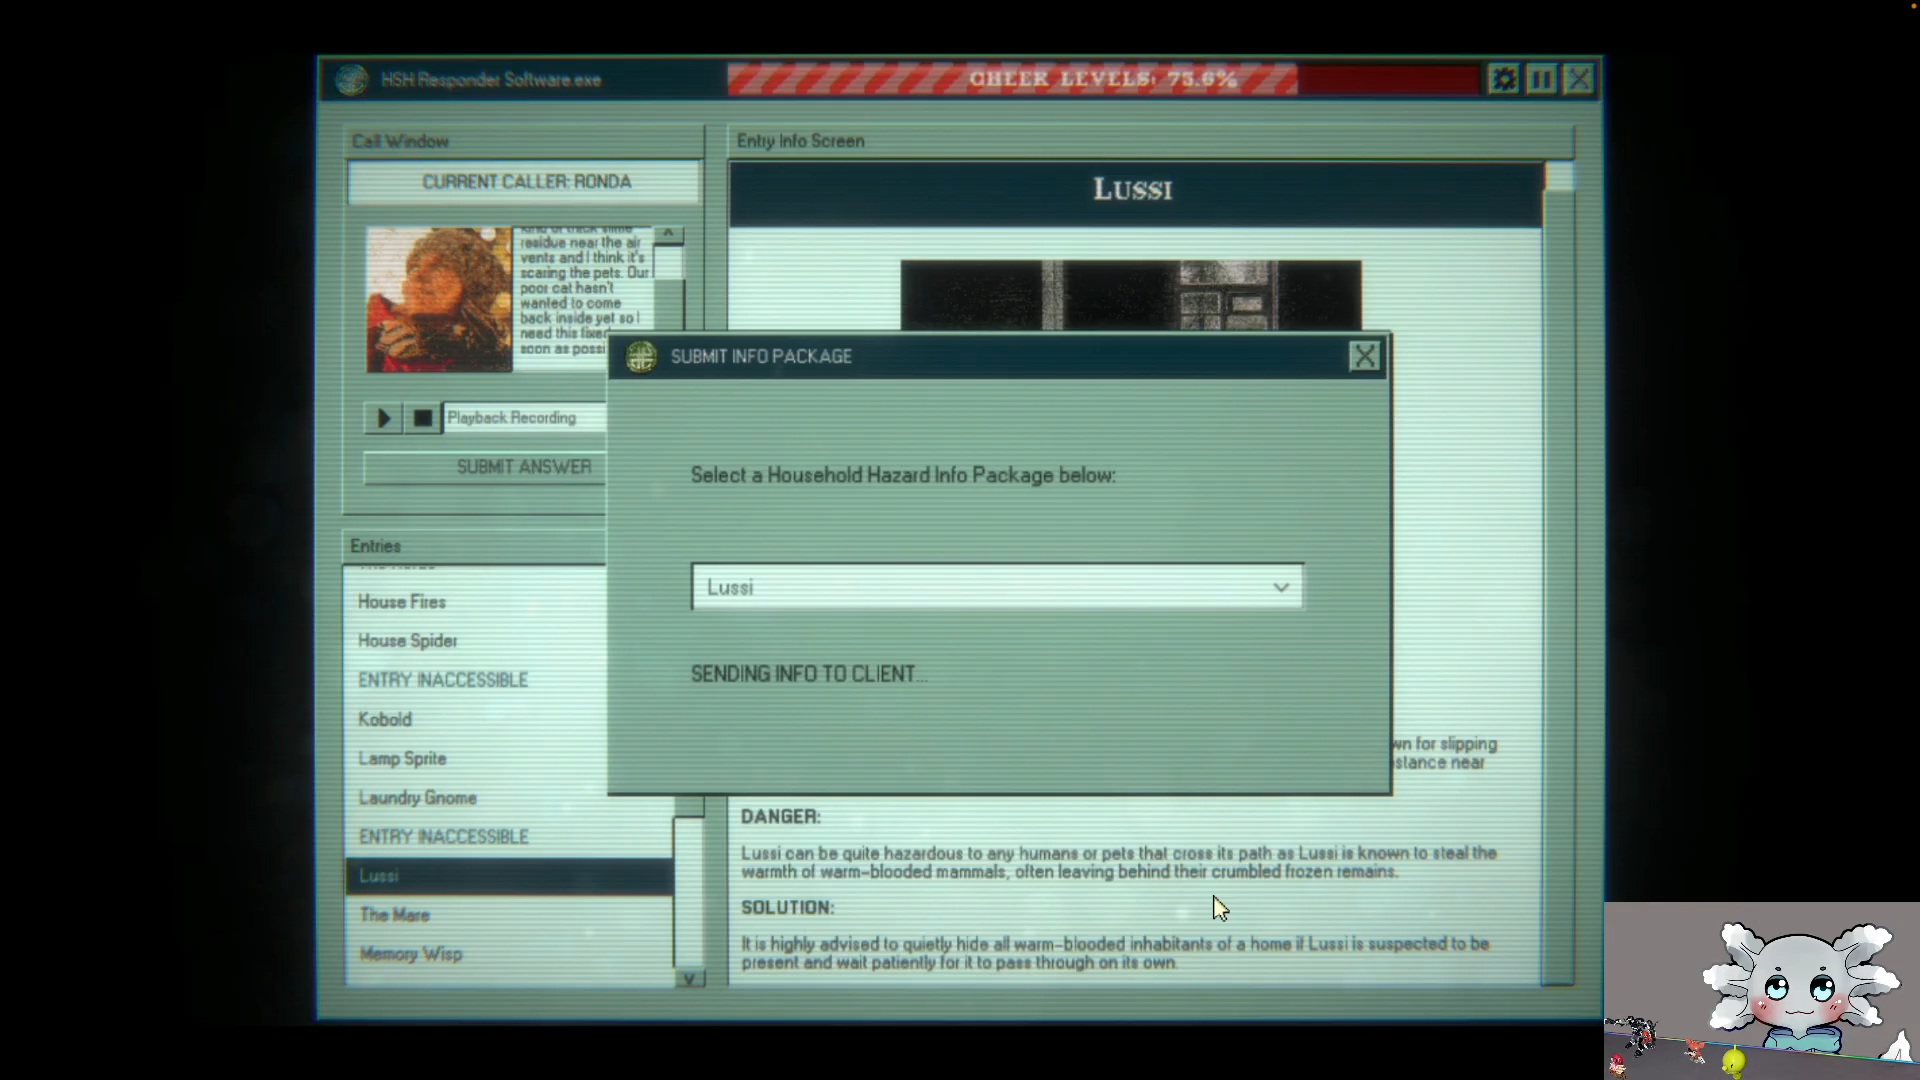 HSH Responder Software.exe
CHEER LEVELS: 75.6%
Call Window
CURRENT CALLER: RONDA
kind of thick slime
residue near the air
vents and I think it's
scaring the pets. Our
poor cat hasn't
wanted to come
back inside yet so I
need this fixed
soon as possi
Playback Recording
SUBMIT ANSWER
Entries
House Fires
House Spider
ENTRY INACCESSIBLE
Kobold
Lamp Sprite
Laundry Gnome
ENTRY INACCESSIBLE
Lussi
The Mare
Memory Wisp
Entry Info Screen
Lussi
SUBMIT INFO PACKAGE
Select a Household Hazard Info Package below:
Lussi
SENDING INFO TO CLIENT...
wn for slipping
stance near
DANGER:
Lussi can be quite hazardous to any humans or pets that cross its path as Lussi is known to steal the
warmth of warm-blooded mammals, often leaving behind their crumbled frozen remains.
SOLUTION:
It is highly advised to quietly hide all warm-blooded inhabitants of a home if Lussi is suspected to be
present and wait patiently for it to pass through on its own.